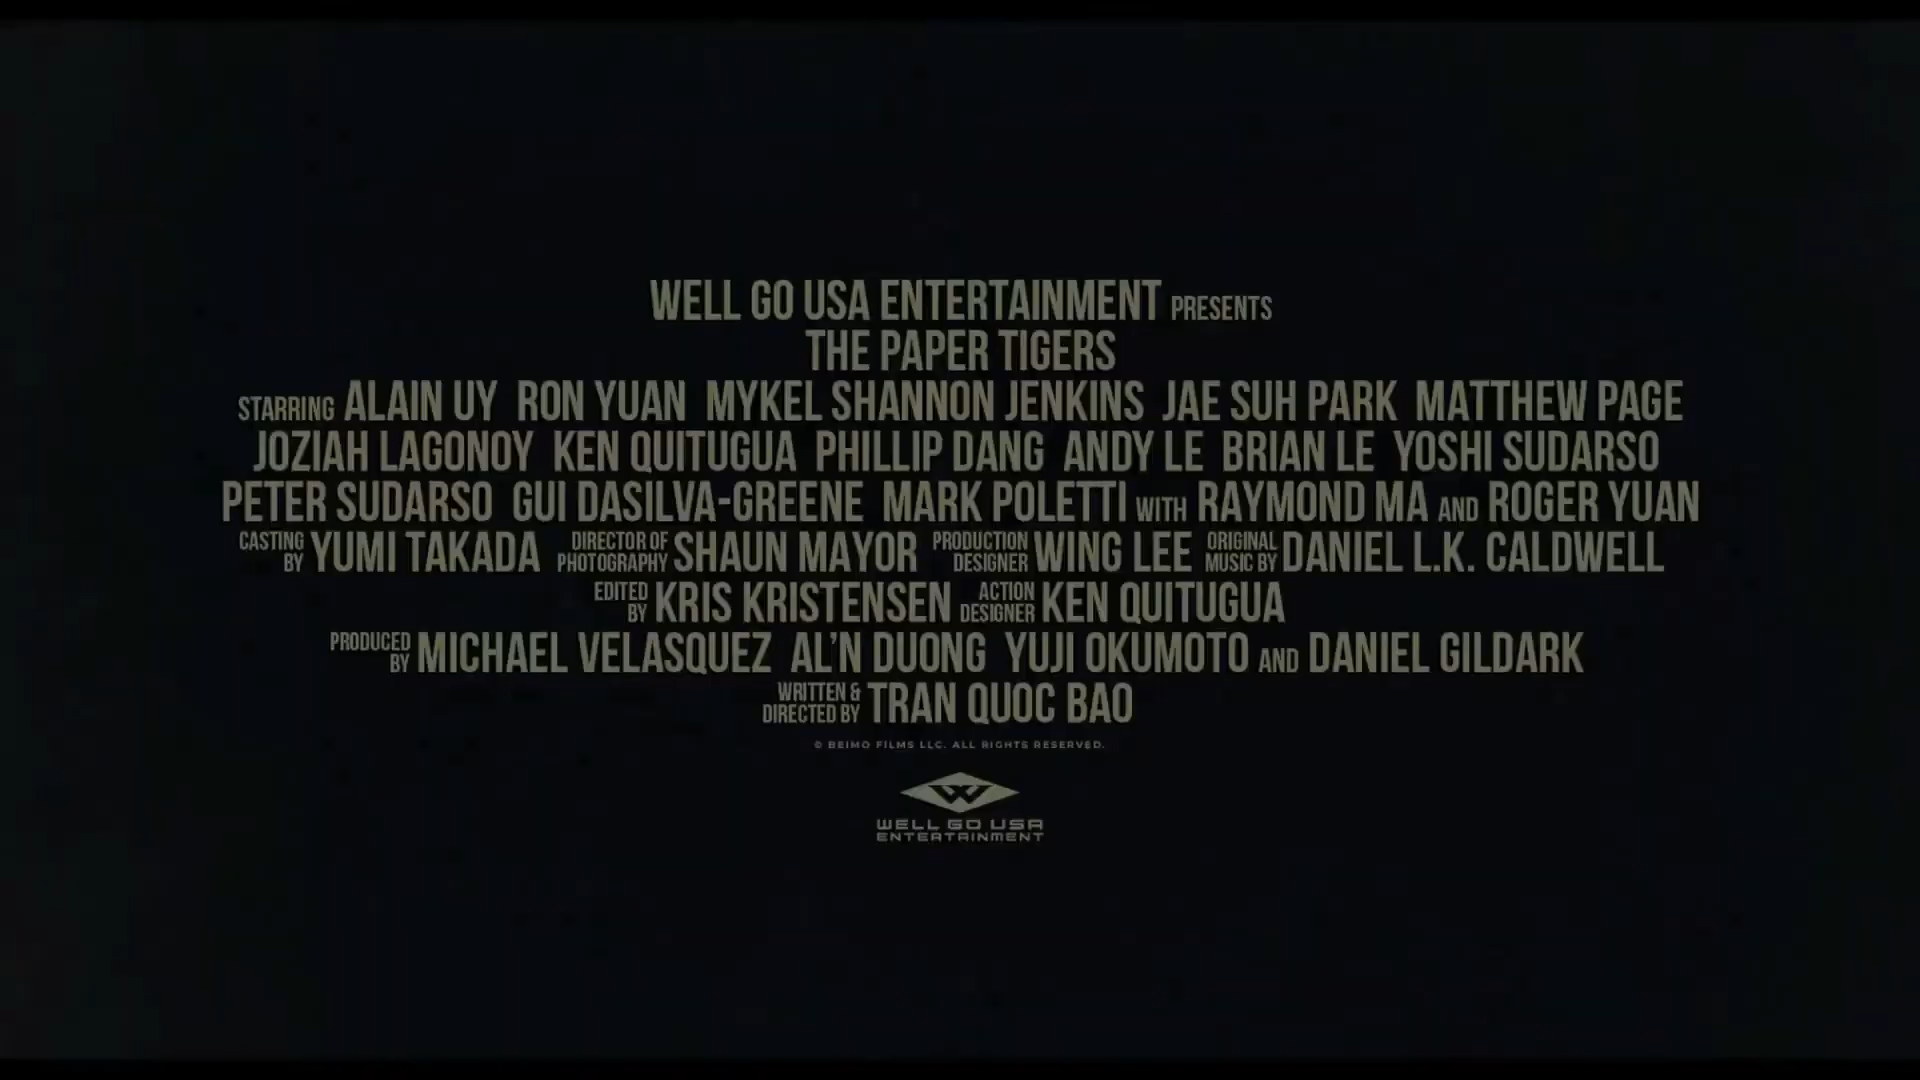 WELL GO USA ENTERTAINMENT PRESENTS
THE PAPER TIGERS
STARRING ALAIN UY RON YUAN MYKEL SHANNON JENKINS JAE SUH PARK MATTHEW PAGE
JOZIAH LAGONOY KEN QUITUGUA PHILLIP DANG ANDY LE BRIAN LE YOSHI SUDARSO
PETER SUDARSO GUI DASILVA-GREENE MARK POLETTI WITH RAYMOND MA AND ROGER YUAN
CASTING BY YUMI TAKADA DIRECTOR OF PHOTOGRAPHY SHAUN MAYOR PRODUCTION DESIGNER WING LEE ORIGINAL MUSIC BY DANIEL L.K. CALDWELL
EDITED BY KRIS KRISTENSEN ACTION DESIGNER KEN QUITUGUA
PRODUCED BY MICHAEL VELASQUEZ AL'N DUONG YUJI OKUMOTO AND DANIEL GILDARK
WRITTEN & DIRECTED BY TRAN QUOC BAO
© BEIMO FILMS LLC. ALL RIGHTS RESERVED.
WELL GO USA
ENTERTAINMENT